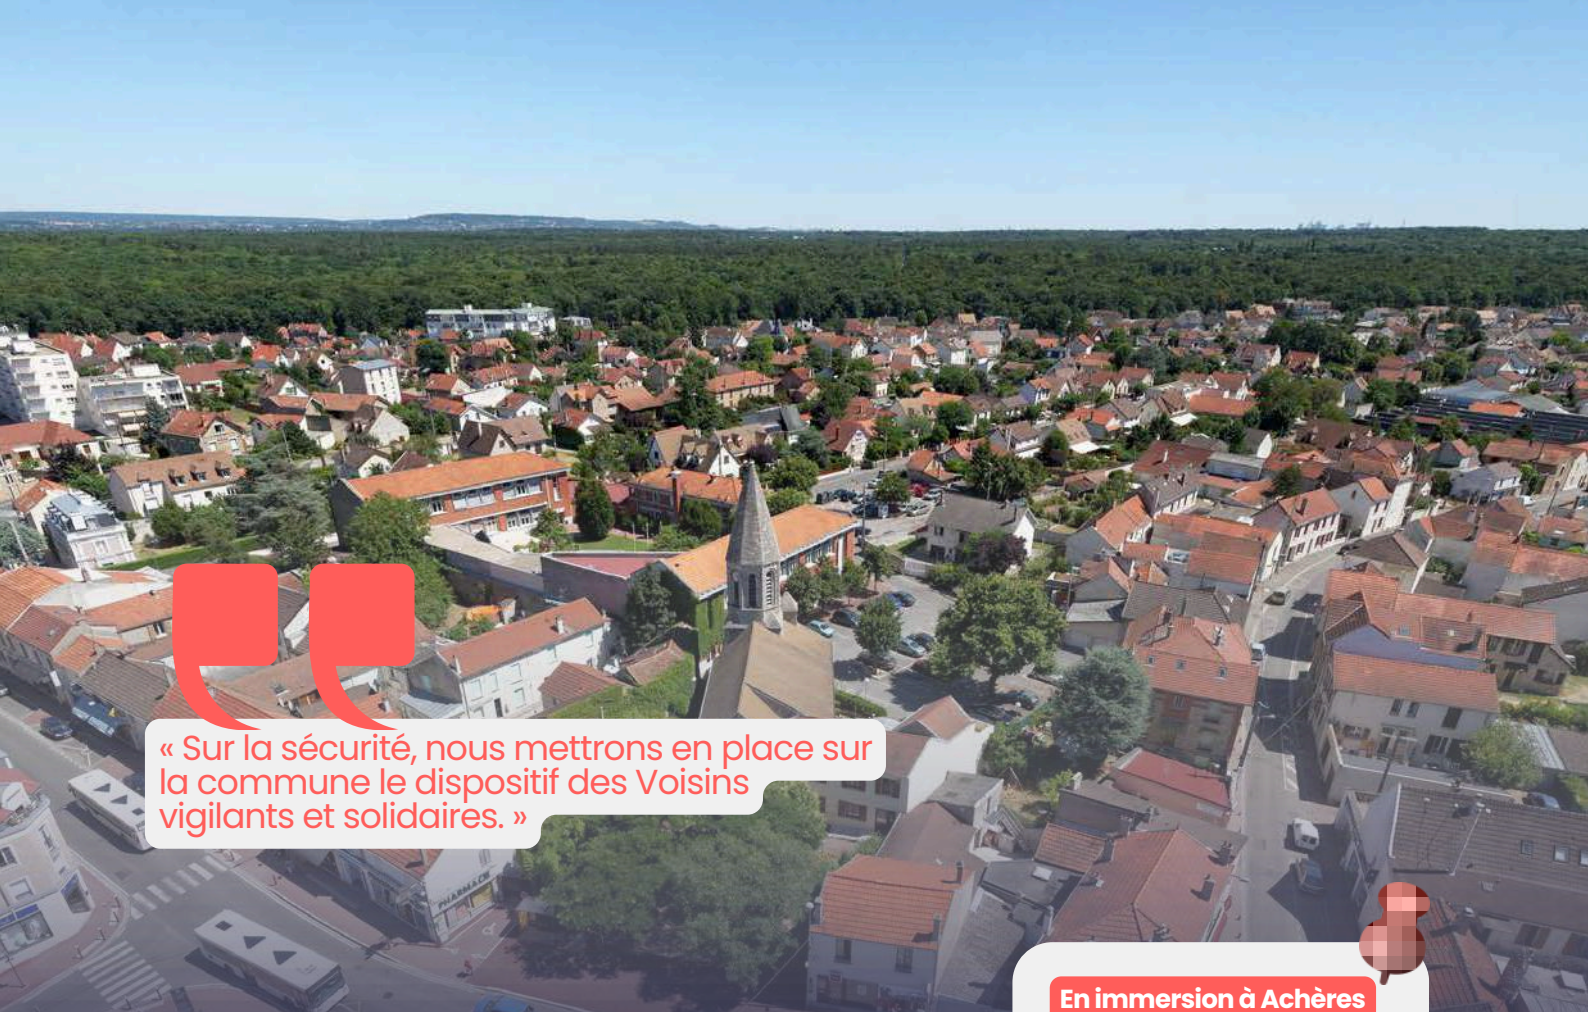 « Sur la sécurité, nous mettrons en place sur
la commune le dispositif des Voisins
vigilants et solidaires. »
PHARMACIE
En immersion à Achères